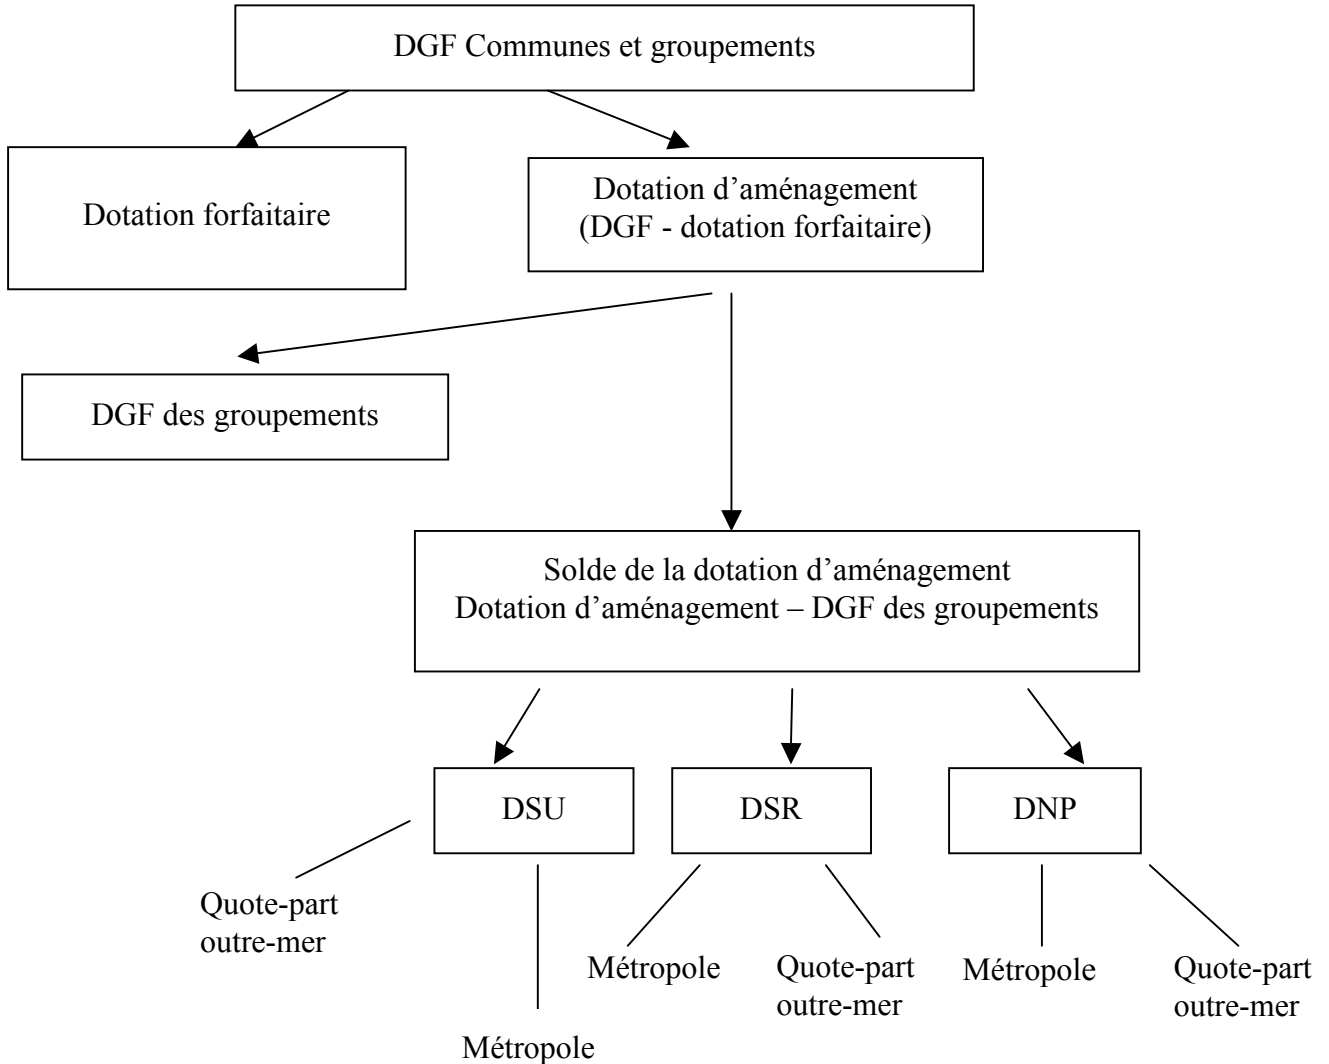 DGF Communes et groupements
Dotation forfaitaire
Dotation d’aménagement
(DGF - dotation forfaitaire)
DGF des groupements
Solde de la dotation d’aménagement
Dotation d’aménagement – DGF des groupements
DSU
DSR
DNP
Quote-part
outre-mer
Métropole
Métropole
Quote-part
outre-mer
Métropole
Quote-part
outre-mer